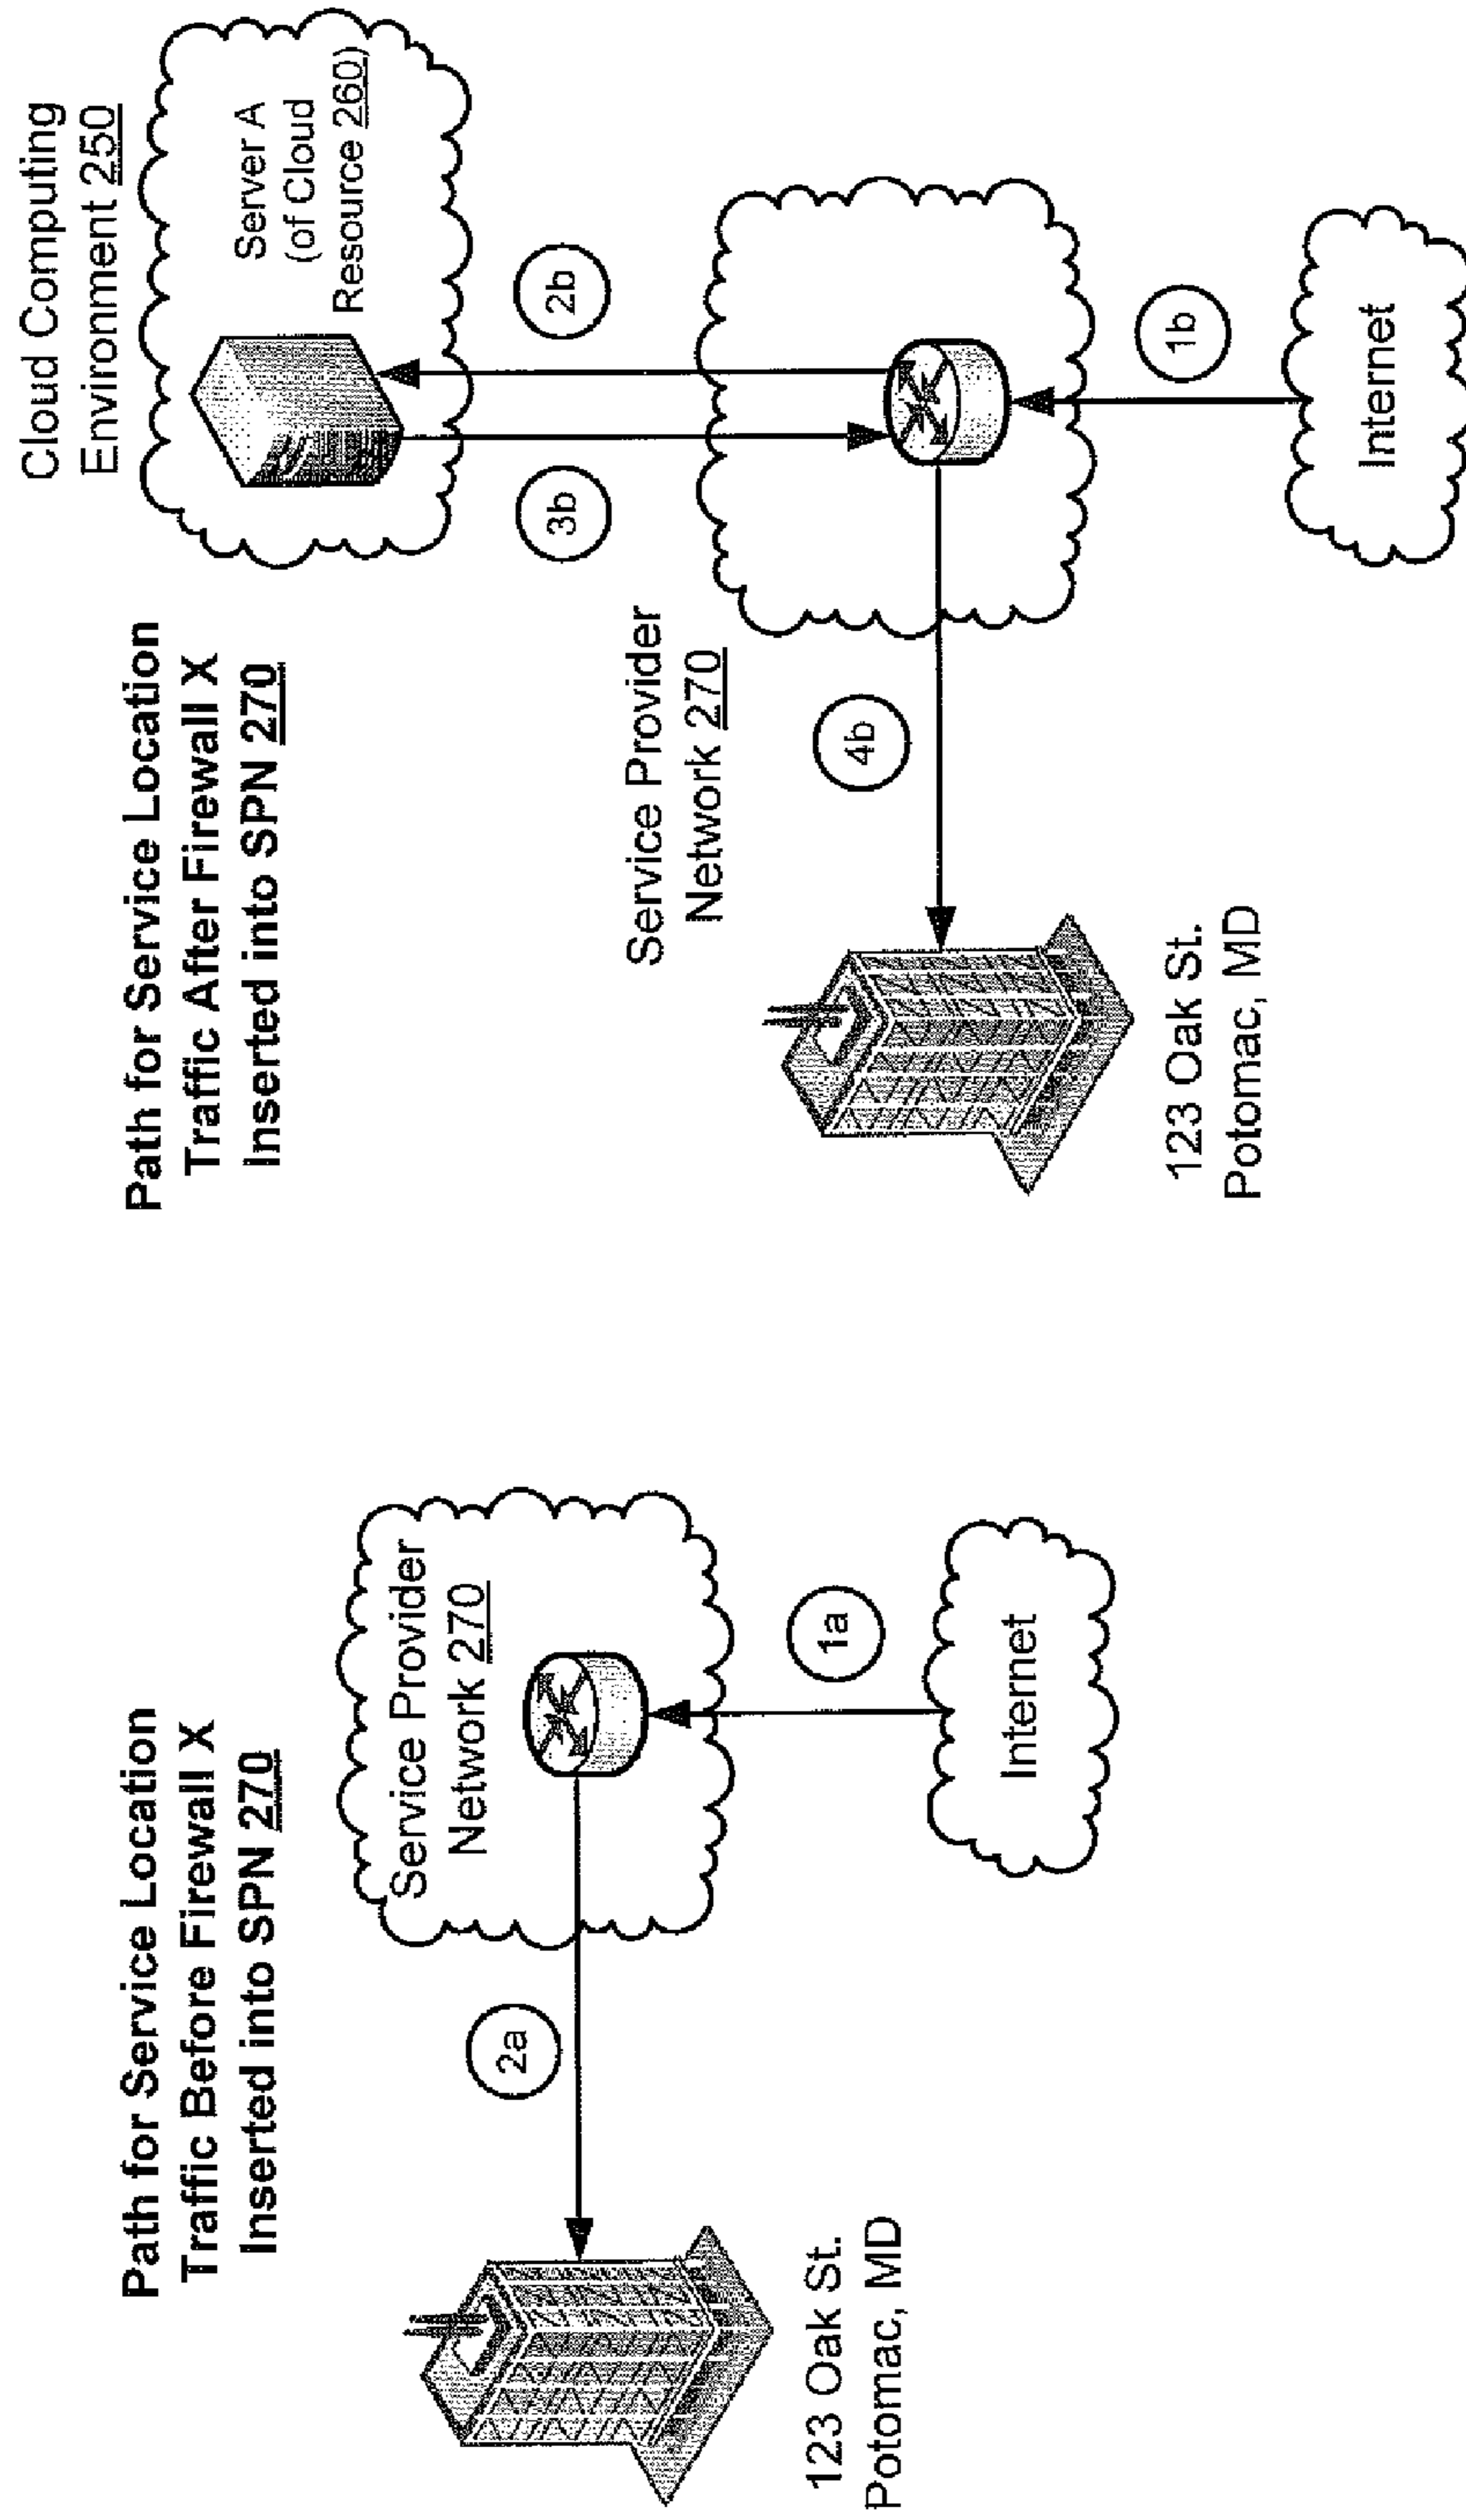 Path for Service Location
Traffic Before Firewall X
Inserted into SPN 270
Service Provider
Network 270
2a
1a
123 Oak St.
Potomac, MD
Internet
Path for Service Location
Traffic After Firewall X
Inserted into SPN 270
Cloud Computing
Environment 250
Server A
(of Cloud
Resource 260)
3b
2b
Service Provider
Network 270
4b
1b
123 Oak St.
Potomac, MD
Internet